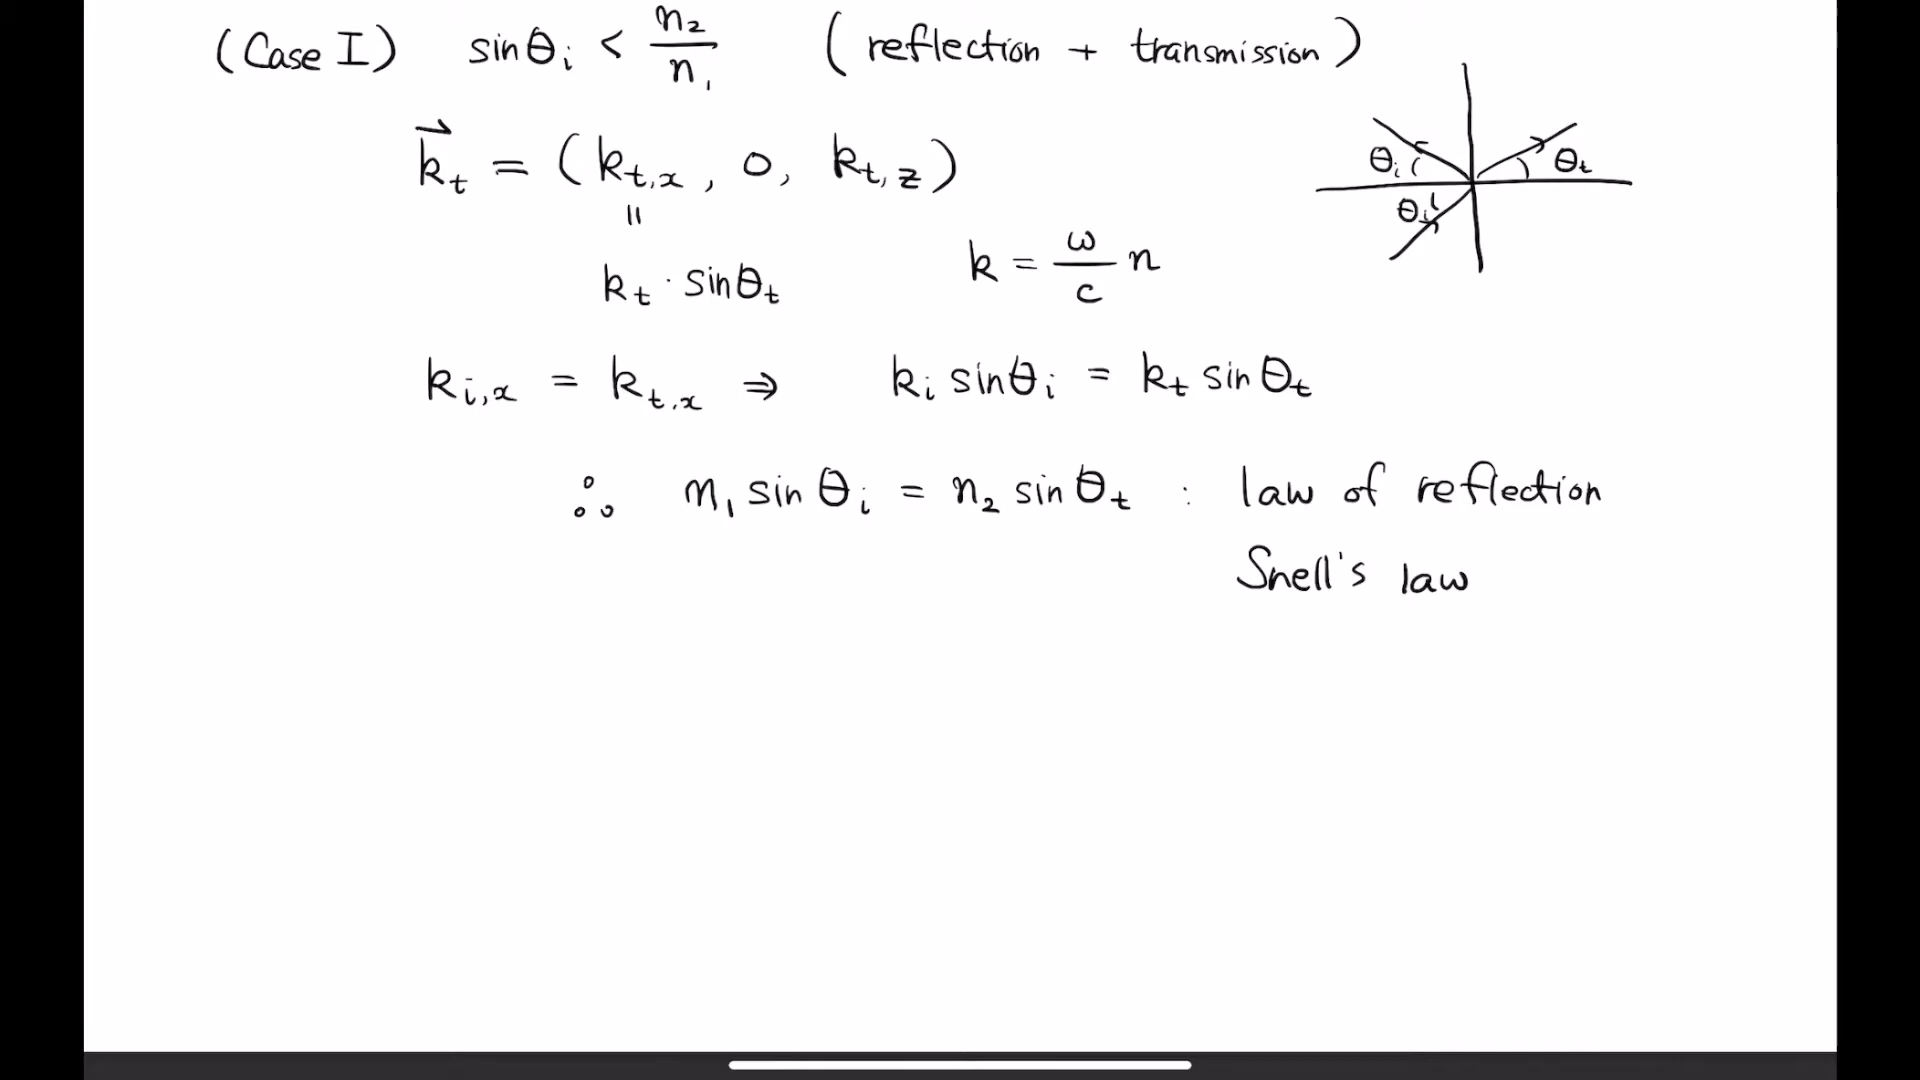 (Case I) sinθᵢ < n₂/n₁ (reflection + transmission)
k⃗ₜ = (kₜ,ₓ , 0, kₜ,z)
θᵢ θₜ
θᵢ
॥
kₜ · sinθₜ k = ω/c n
kᵢ,ₓ = kₜ,ₓ ⇒ kᵢ sinθᵢ = kₜ sinθₜ
∴ n₁ sinθᵢ = n₂ sinθₜ : law of reflection
Snell's law